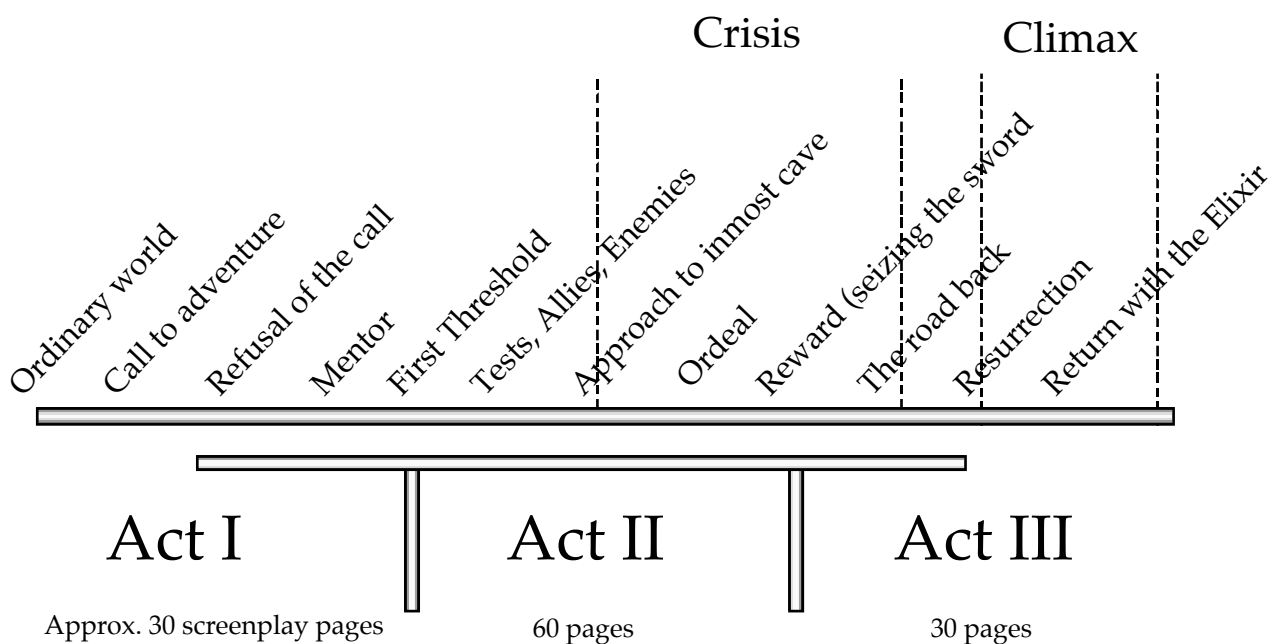 Crisis
Climax
Ordinary world
Call to adventure
Refusal of the call
Mentor
First Threshold
Tests, Allies, Enemies
Approach to inmost cave
Ordeal
Reward (seizing the sword
The road back
Resurrection
Return with the Elixir
Act I
Act II
Act III
Approx. 30 screenplay pages
60 pages
30 pages